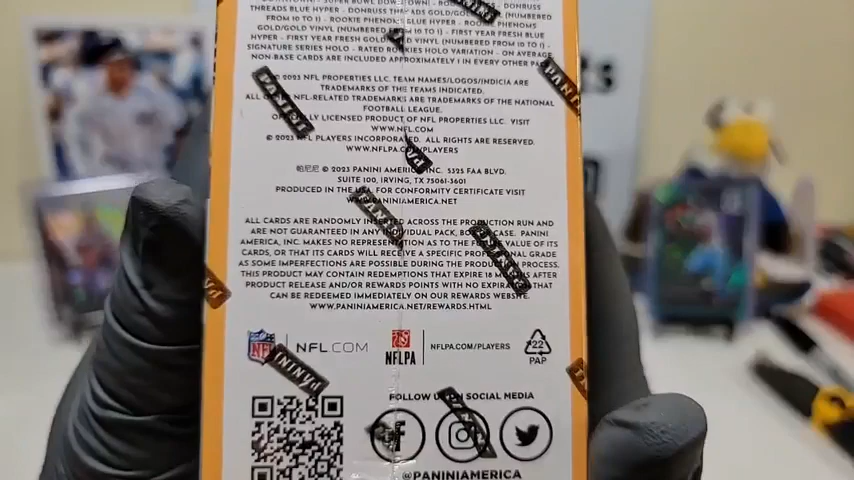 DONRUSS
THREADS BLUE HYPER - DONRUSS THREADS GOLD/GOLD (NUMBERED
FROM 10 TO 1) - ROOKIE PHENOMS BLUE HYPER - ROOKIE PHENOMS
GOLD/GOLD VINYL (NUMBERED FROM 10 TO 1) - FIRST YEAR FRESH BLUE
HYPER - FIRST YEAR FRESH GOLD VINYL (NUMBERED FROM 10 TO 1) -
SIGNATURE SERIES HOLO - RATED ROOKIES HOLO VARIATION - ON AVERAGE
NON-BASE CARDS ARE INCLUDED APPROXIMATELY 1 IN EVERY OTHER
© 2023 NFL PROPERTIES LLC. TEAM NAMES/LOGOS/INDICIA ARE
TRADEMARKS OF THE TEAMS INDICATED.
ALL OTHER NFL-RELATED TRADEMARKS ARE TRADEMARKS OF THE NATIONAL
FOOTBALL LEAGUE.
OFFICIALLY LICENSED PRODUCT OF NFL PROPERTIES LLC. VISIT
WWW.NFL.COM
© 2023 NFL PLAYERS INCORPORATED. ALL RIGHTS RESERVED.
WWW.NFLPA.COM/PLAYERS
© 2023 PANINI AMERICA, INC. 5325 FAA BLVD.
SUITE 100, IRVING, TX 75061-3601
PRODUCED IN THE USA. FOR CONFORMITY CERTIFICATE VISIT
WWW.PANINIAMERICA.NET
ALL CARDS ARE RANDOMLY INSERTED ACROSS THE PRODUCTION RUN AND
ARE NOT GUARANTEED IN ANY INDIVIDUAL PACK, BOX OR CASE. PANINI
AMERICA, INC. MAKES NO REPRESENTATION AS TO THE FUTURE VALUE OF ITS
CARDS, OR THAT ITS CARDS WILL RECEIVE A SPECIFIC PROFESSIONAL GRADE
AS SOME IMPERFECTIONS ARE POSSIBLE DURING THE PRODUCTION PROCESS.
THIS PRODUCT MAY CONTAIN REDEMPTIONS THAT EXPIRE 18 MONTHS AFTER
PRODUCT RELEASE AND/OR REWARDS POINTS WITH NO EXPIRATION THAT
CAN BE REDEEMED IMMEDIATELY ON OUR REWARDS WEBSITE.
WWW.PANINIAMERICA.NET/REWARDS.HTML
NFL NFL.COM NFLPA NFLPA.COM/PLAYERS 22
PAP
FOLLOW US ON SOCIAL MEDIA
@PANINIAMERICA
PANINI
PANINI
PANINI
PANINI
PANINI